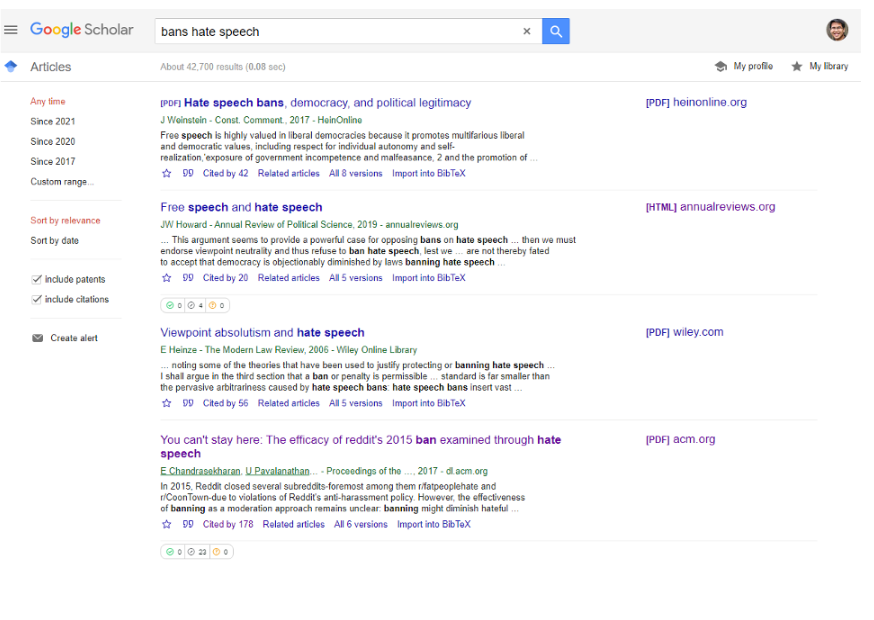 Google Scholar
bans hate speech
Articles
About 42,700 results (0.08 sec)
My profile
My library
Any time
Since 2021
Since 2020
Since 2017
Custom range...
Sort by relevance
Sort by date
include patents
include citations
Create alert
[PDF] Hate speech bans, democracy, and political legitimacy
[PDF] heinonline.org
J Weinstein - Const. Comment., 2017 - HeinOnline
Free speech is highly valued in liberal democracies because it promotes multifarious liberal
and democratic values, including respect for individual autonomy and self-
realization,'exposure of government incompetence and malfeasance, 2 and the promotion of ...
Cited by 42 Related articles All 8 versions Import into BibTeX
Free speech and hate speech
[HTML] annualreviews.org
JW Howard - Annual Review of Political Science, 2019 - annualreviews.org
... This argument seems to provide a powerful case for opposing bans on hate speech ... then we must
endorse viewpoint neutrality and thus refuse to ban hate speech, lest we ... are not thereby fated
to accept that democracy is objectionably diminished by laws banning hate speech ...
Cited by 20 Related articles All 5 versions Import into BibTeX
0 4 0
Viewpoint absolutism and hate speech
[PDF] wiley.com
E Heinze - The Modern Law Review, 2006 - Wiley Online Library
... noting some of the theories that have been used to justify protecting or banning hate speech ...
I shall argue in the third section that a ban or penalty is permissible ... standard is far smaller than
the pervasive arbitrariness caused by hate speech bans: hate speech bans insert vast ...
Cited by 56 Related articles All 5 versions Import into BibTeX
You can't stay here: The efficacy of reddit's 2015 ban examined through hate
speech
[PDF] acm.org
E Chandrasekharan, U Pavalanathan... - Proceedings of the ..., 2017 - dl.acm.org
In 2015, Reddit closed several subreddits-foremost among them r/fatpeoplehate and
r/CoonTown-due to violations of Reddit's anti-harassment policy. However, the effectiveness
of banning as a moderation approach remains unclear: banning might diminish hateful ...
Cited by 178 Related articles All 6 versions Import into BibTeX
0 23 0